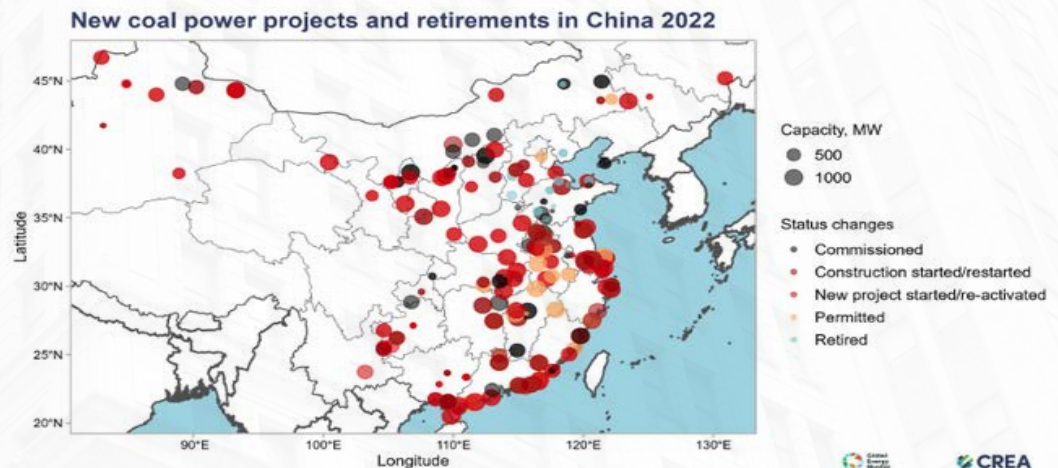 New coal power projects and retirements in China 2022
45°N
40°N
35°N
30°N
25°N
20°N
Latitude
90°E
100°E
110°E
120°E
130°E
Longitude
Capacity, MW
500
1000
Status changes
Commissioned
Construction started/restarted
New project started/re-activated
Permitted
Retired
Global
Energy
CREA